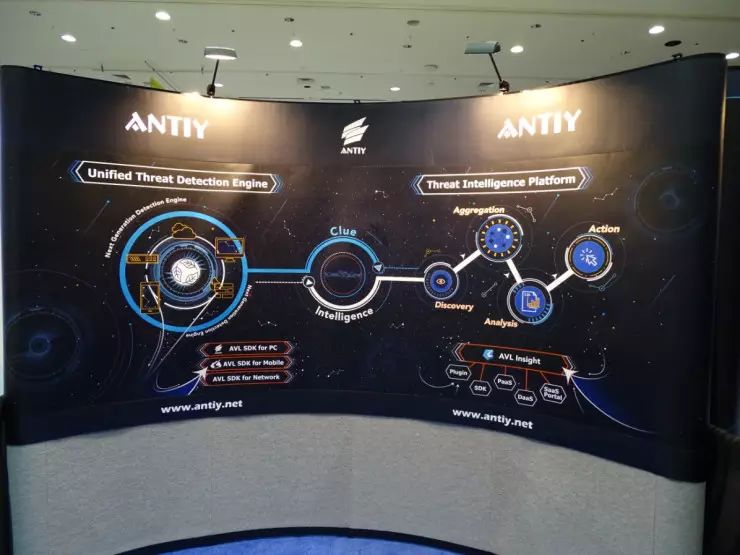 ANTIY
ANTIY
ANTIY
Unified Threat Detection Engine
Threat Intelligence Platform
Next Generation Detection Engine
Next Generation Detection Engine
Clue
Intelligence
Discovery
Aggregation
Analysis
Action
AVL SDK for PC
AVL SDK for Mobile
AVL SDK for Network
AVL Insight
Plugin
SDK
PaaS
DaaS
SaaS
Portal
www.antiy.net
www.antiy.net